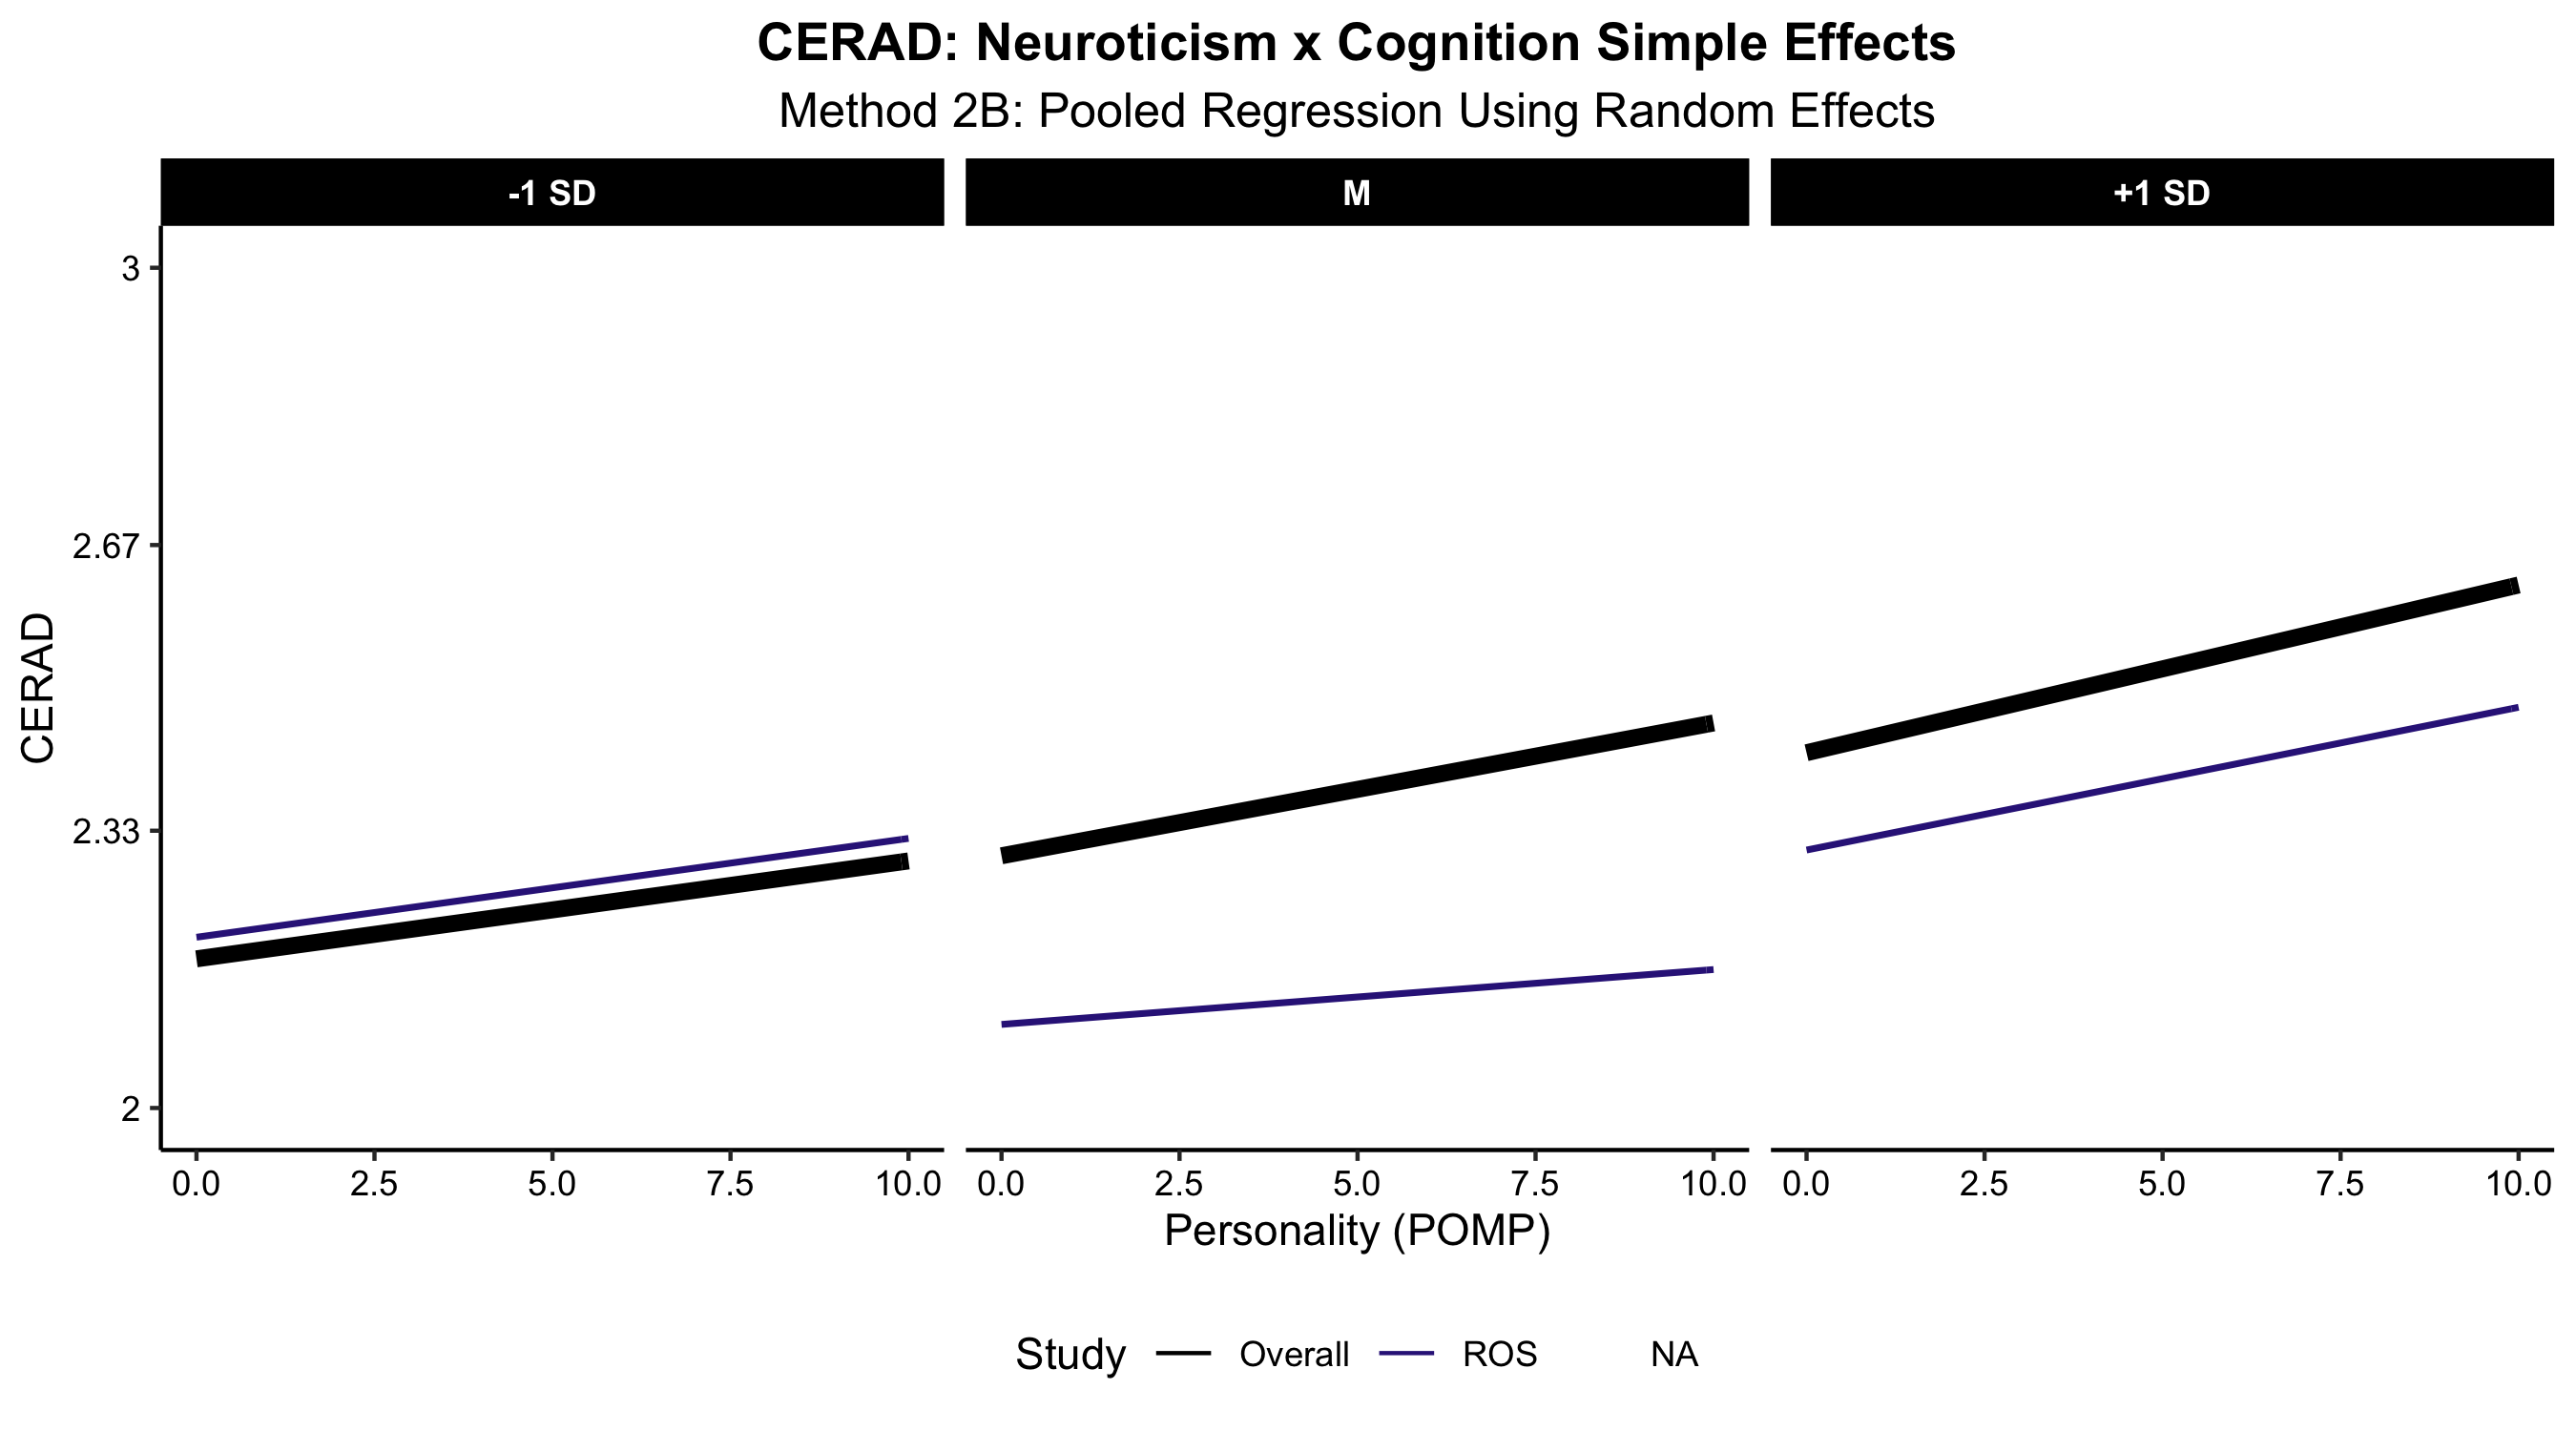 CERAD: Neuroticism x Cognition Simple Effects
Method 2B: Pooled Regression Using Random Effects
-1 SD M +1 SD
3
2.67
2.33
2
CERAD
0.0 2.5 5.0 7.5 10.0 0.0 2.5 5.0 7.5 10.0 0.0 2.5 5.0 7.5 10.0
Personality (POMP)
Study Overall ROS NA